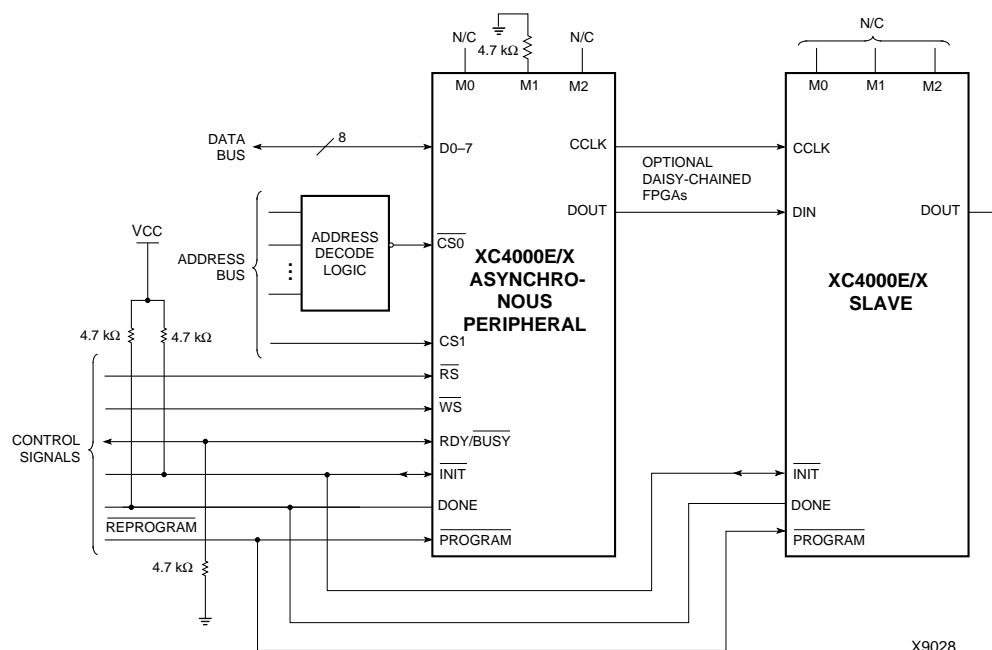 N/C
4.7 kΩ
N/C
N/C
M0 M1 M2
M0 M1 M2
DATA
BUS
8
D0–7
CCLK
OPTIONAL
DAISY-CHAINED
FPGAs
CCLK
DOUT
DIN
DOUT
VCC
ADDRESS
BUS
ADDRESS
DECODE
LOGIC
CS0
XC4000E/X
ASYNCHRO-
NOUS
PERIPHERAL
XC4000E/X
SLAVE
4.7 kΩ
4.7 kΩ
CS1
RS
WS
CONTROL
SIGNALS
RDY/BUSY
INIT
INIT
DONE
DONE
REPROGRAM
PROGRAM
PROGRAM
4.7 kΩ
X9028